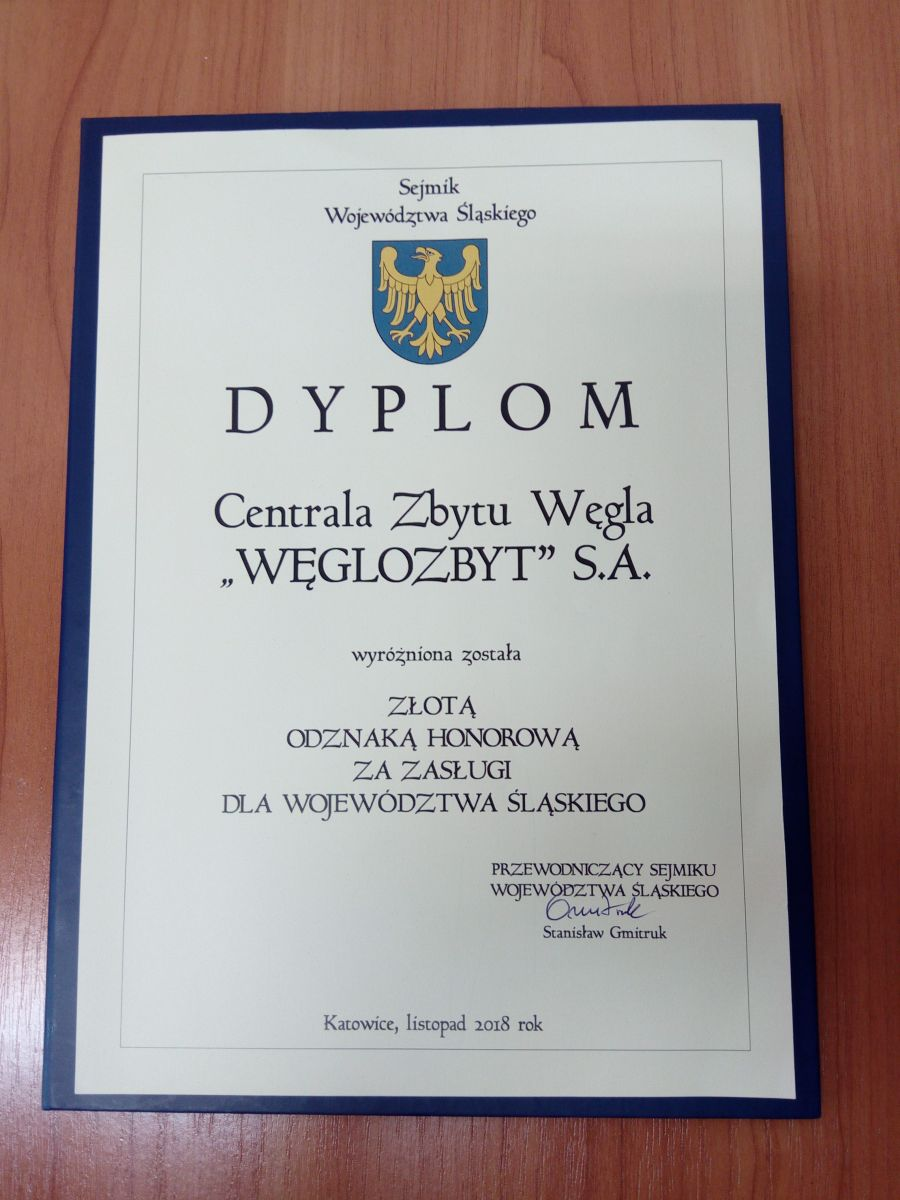 Sejmik
Województwa Śląskiego
DYPLOM
Centrala Zbytu Węgla
„WĘGLOZBYT” S.A.
wyróżniona została
ZŁOTĄ
ODZNAKĄ HONOROWĄ
ZA ZASŁUGI
DLA WOJEWÓDZTWA ŚLĄSKIEGO
PRZEWODNICZĄCY SEJMIKU
WOJEWÓDZTWA ŚLĄSKIEGO
Stanisław Gmitruk
Katowice, listopad 2018 rok